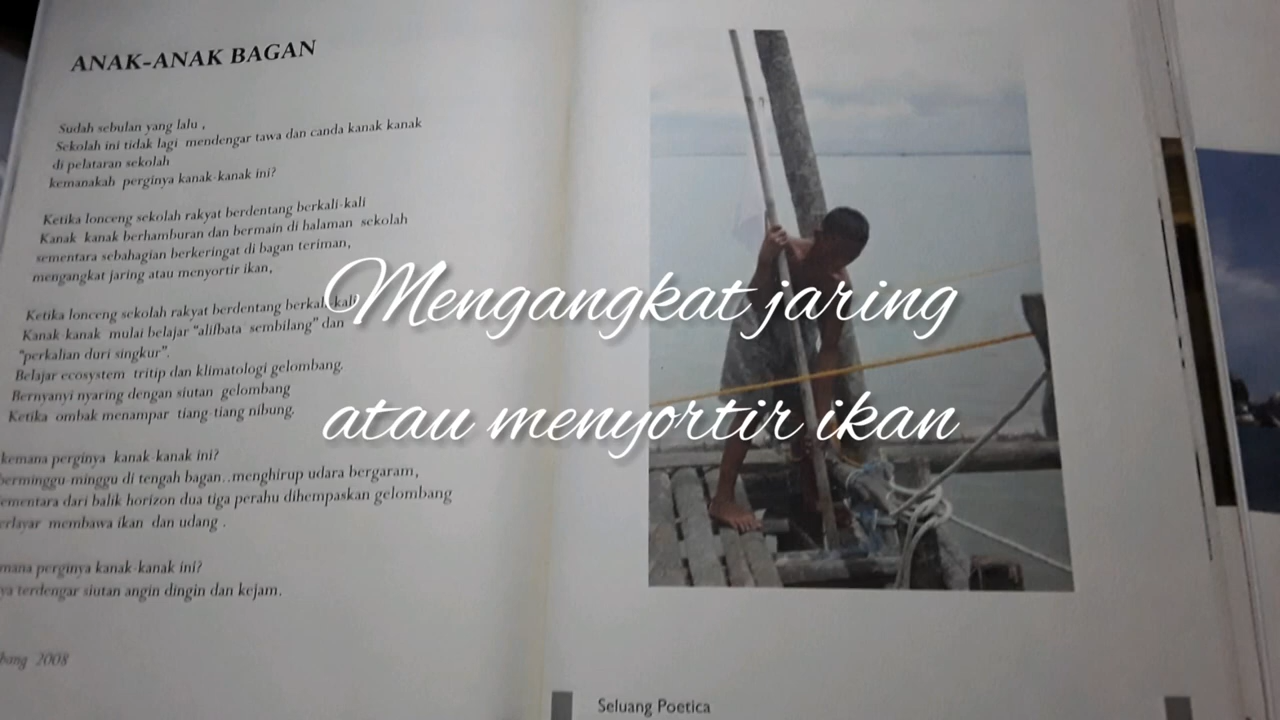 ANAK-ANAK BAGAN
Sudah sebulan yang lalu ,
Sekolah ini tidak lagi mendengar tawa dan canda kanak kanak
di pelataran sekolah
kemanakah perginya kanak-kanak ini?
Ketika lonceng sekolah rakyat berdentang berkali-kali
Kanak kanak berhamburan dan bermain di halaman sekolah
sementara sebahagian berkeringat di bagan teriman,
mengangkat jaring atau menyortir ikan,
Ketika lonceng sekolah rakyat berdentang berkali-kali
Kanak-kanak mulai belajar "alifbata sembilang" dan
"perkalian duri singkur".
Belajar ecosystem tritip dan klimatologi gelombang.
Bernyanyi nyaring dengan siutan gelombang
Ketika ombak menampar tiang-tiang nibung.
kemana perginya kanak-kanak ini?
berminggu-minggu di tengah bagan..menghirup udara bergaram,
ementara dari balik horizon dua tiga perahu dihempaskan gelombang
erlayar membawa ikan dan udang .
mana perginya kanak-kanak ini?
ya terdengar siutan angin dingin dan kejam.
bang 2008
Mengangkat jaring
atau menyortir ikan
Seluang Poetica